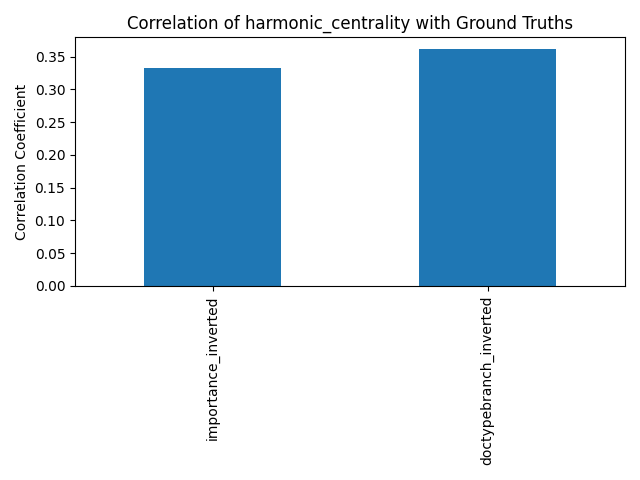 Correlation of harmonic_centrality with Ground Truths
Correlation Coefficient
0.35
0.30
0.25
0.20
0.15
0.10
0.05
0.00
importance_inverted
doctypebranch_inverted